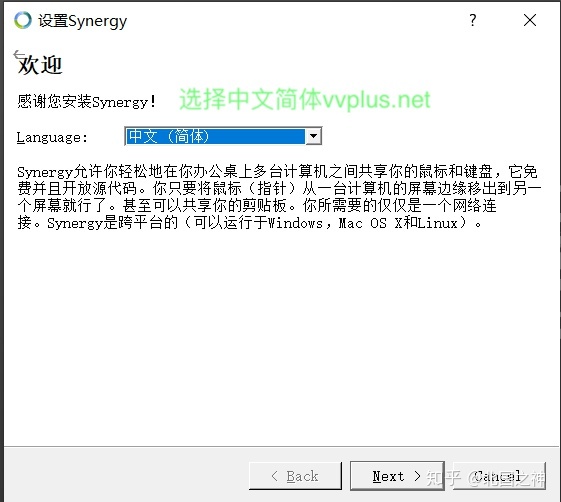 设置Synergy
欢迎
感谢您安装Synergy!
选择中文简体vvplus.net
Language: 中文 (简体)
Synergy允许你轻松地在你办公桌上多台计算机之间共享你的鼠标和键盘，它免
费并且开放源代码。你只要将鼠标（指针）从一台计算机的屏幕边缘移出到另一
个屏幕就行了。甚至可以共享你的剪贴板。你所需要的仅仅是一个网络连
接。Synergy是跨平台的（可以运行于Windows，Mac OS X和Linux）。
< Back
Next >
Cancel
知乎 @北国之神